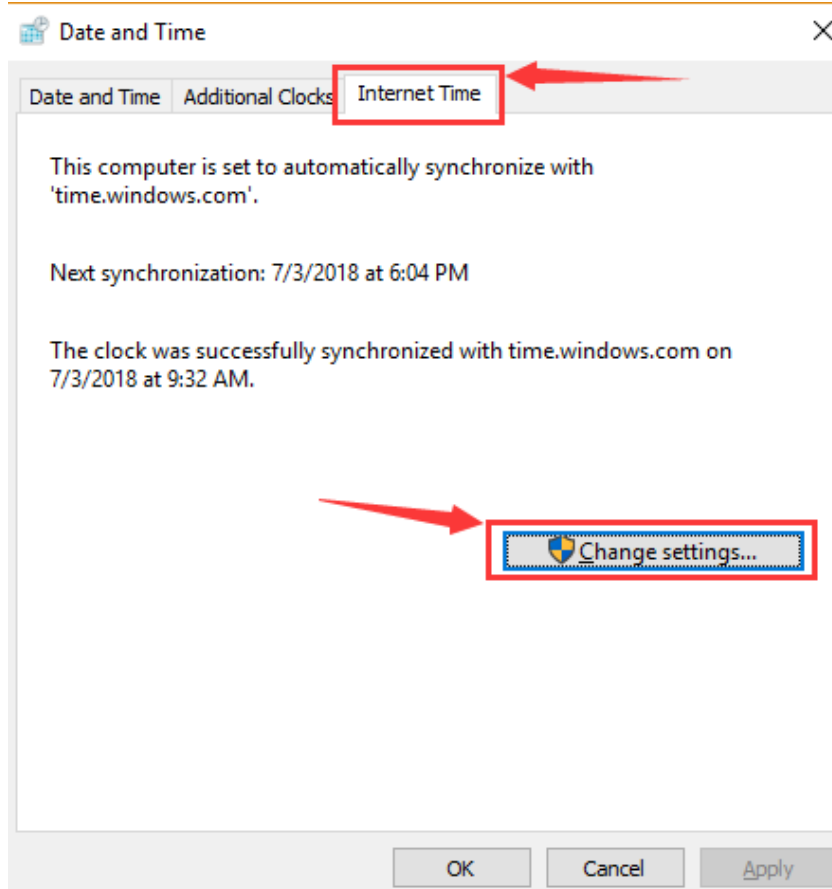 Date and Time
Date and Time Additional Clocks Internet Time
This computer is set to automatically synchronize with
'time.windows.com'.
Next synchronization: 7/3/2018 at 6:04 PM
The clock was successfully synchronized with time.windows.com on
7/3/2018 at 9:32 AM.
Change settings...
OK Cancel Apply